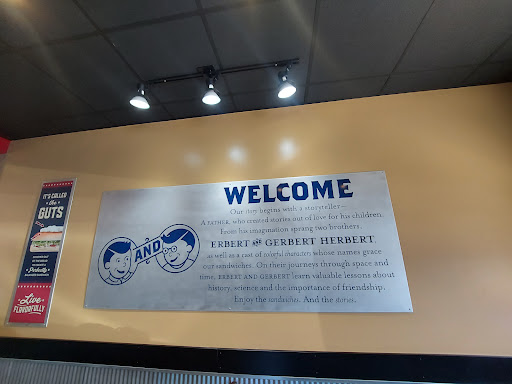 IT'S CALLED
the
GUTS
Live
FLAVORFULLY
AND
WELCOME
Our story begins with a storyteller—
A FATHER, who created stories out of love for his children.
From his imagination sprang two brothers,
ERBERT AND GERBERT HERBERT,
as well as a cast of colorful characters whose names grace
our sandwiches. On their journeys through space and
time, ERBERT AND GERBERT learn valuable lessons about
history, science and the importance of friendship.
Enjoy the sandwiches. And the stories.